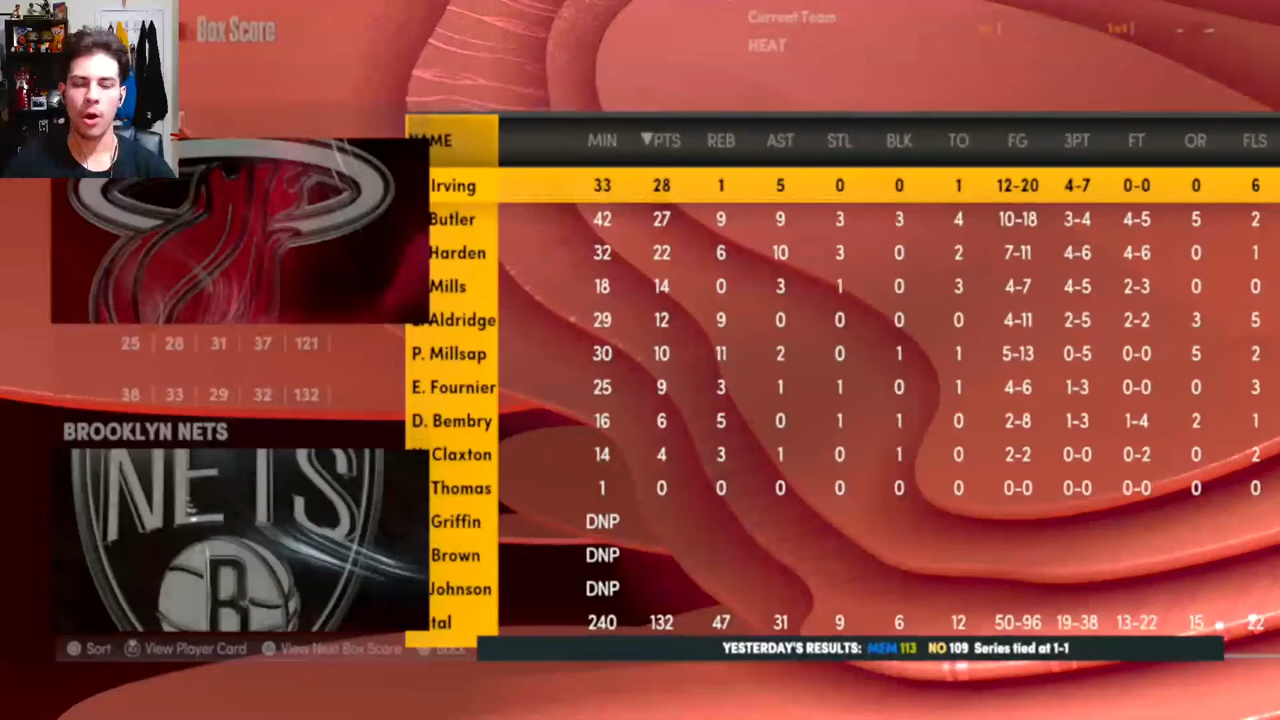 Box Score
Current Team
HEAT
1st
NAME MIN ▼PTS REB AST STL BLK TO FG 3PT FT OR FLS
Irving 33 28 1 5 0 0 1 12-20 4-7 0-0 0 6
Butler 42 27 9 9 3 3 4 10-18 3-4 4-5 5 2
Harden 32 22 6 10 3 0 2 7-11 4-6 4-6 0 1
Mills 18 14 0 3 1 0 3 4-7 4-5 2-3 0 0
Aldridge 29 12 9 0 0 0 0 4-11 2-5 2-2 3 5
P. Millsap 30 10 11 2 0 1 1 5-13 0-5 0-0 5 2
E. Fournier 25 9 3 1 1 0 1 4-6 1-3 0-0 0 3
D. Bembry 16 6 5 0 1 1 0 2-8 1-3 1-4 2 1
Claxton 14 4 3 1 0 1 0 2-2 0-0 0-2 0 2
Thomas 1 0 0 0 0 0 0 0-0 0-0 0-0 0 0
Griffin DNP
Brown DNP
Johnson DNP
tal 240 132 47 31 9 6 12 50-96 19-38 13-22 15 22
25 | 28 | 31 | 37 | 121 |
38 | 33 | 29 | 32 | 132 |
BROOKLYN NETS
NETS
B
Sort View Player Card View Next Box Score Back
YESTERDAY'S RESULTS: MEM 113 NO 109 Series tied at 1-1